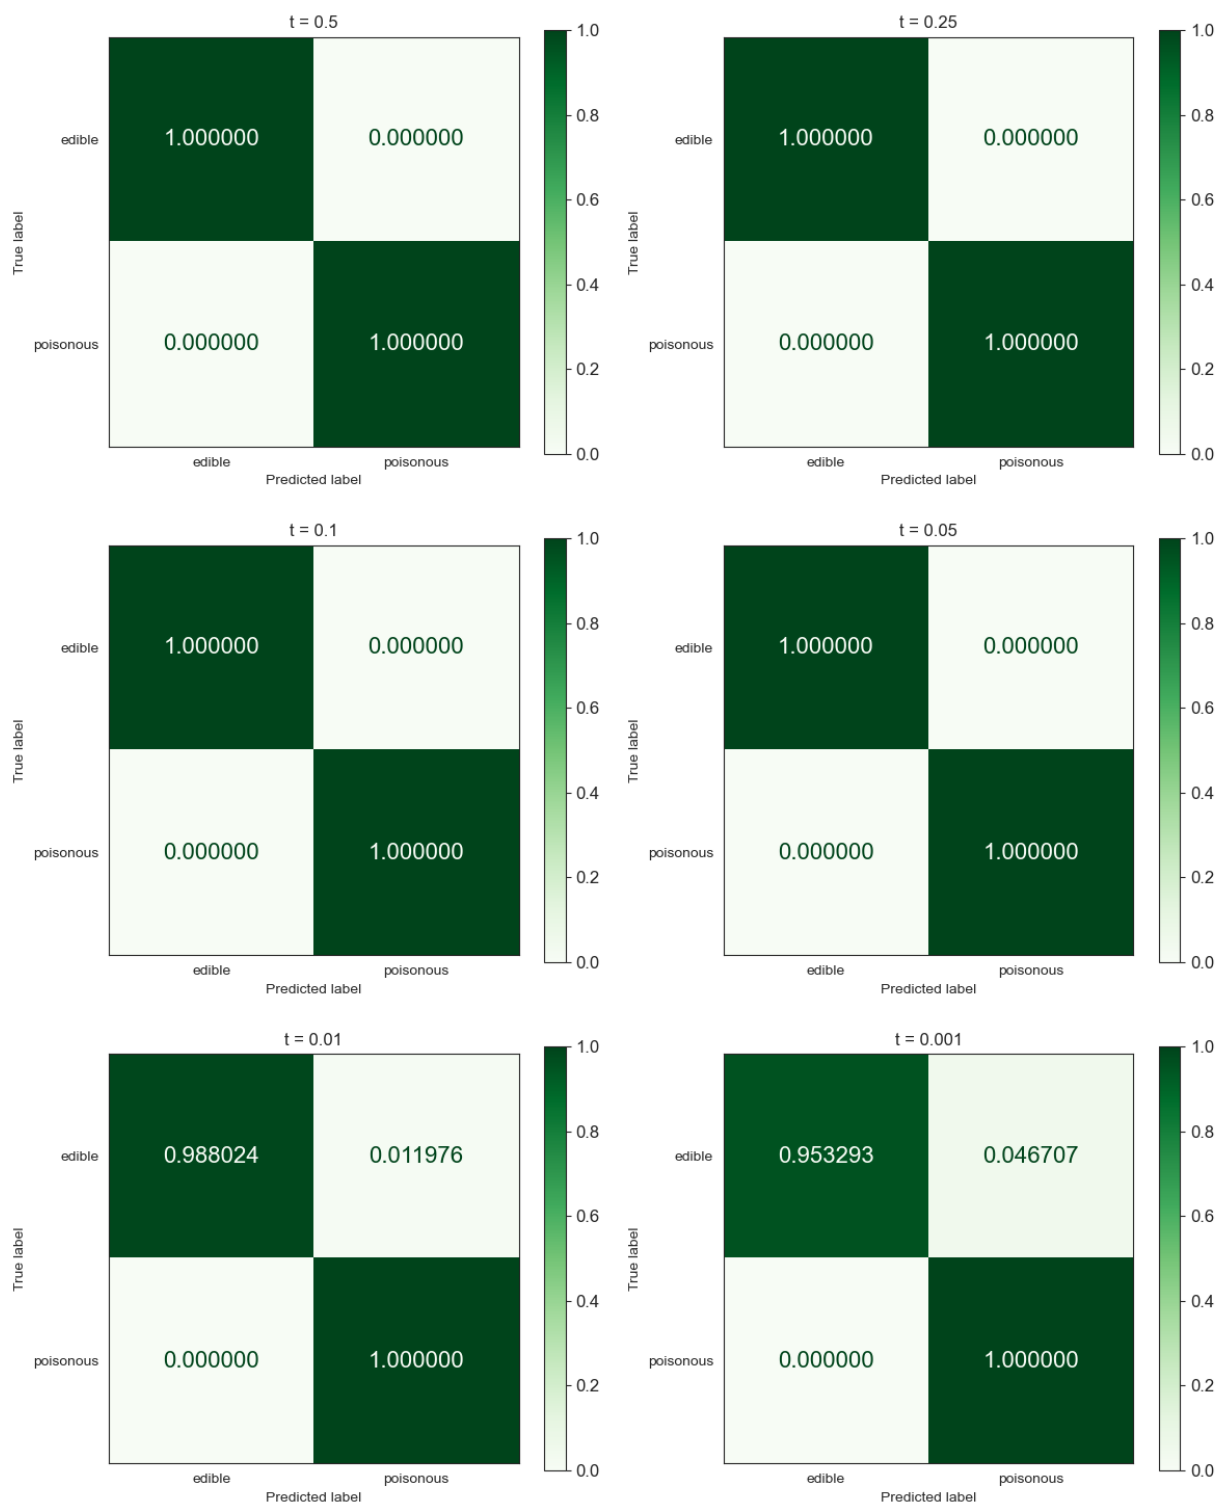 t = 0.5
1.0
edible
1.000000
0.000000
0.8
0.6
True label
0.4
poisonous
0.000000
1.000000
0.2
0.0
edible
poisonous
Predicted label
t = 0.25
1.0
edible
1.000000
0.000000
0.8
0.6
True label
0.4
poisonous
0.000000
1.000000
0.2
0.0
edible
poisonous
Predicted label
t = 0.1
1.0
edible
1.000000
0.000000
0.8
0.6
True label
0.4
poisonous
0.000000
1.000000
0.2
0.0
edible
poisonous
Predicted label
t = 0.05
1.0
edible
1.000000
0.000000
0.8
0.6
True label
0.4
poisonous
0.000000
1.000000
0.2
0.0
edible
poisonous
Predicted label
t = 0.01
1.0
edible
0.988024
0.011976
0.8
0.6
True label
0.4
poisonous
0.000000
1.000000
0.2
0.0
edible
poisonous
Predicted label
t = 0.001
1.0
edible
0.953293
0.046707
0.8
0.6
True label
0.4
poisonous
0.000000
1.000000
0.2
0.0
edible
poisonous
Predicted label